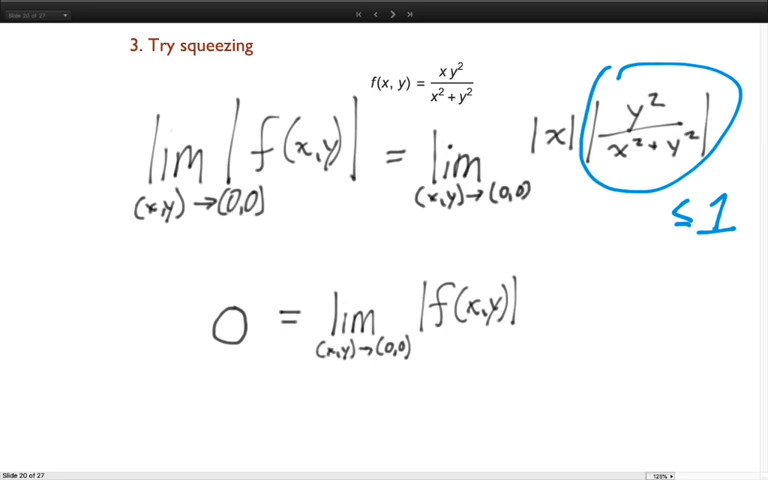 Slide 20 of 27
3. Try squeezing
f(x, y) = x y² / x² + y²
lim (x,y)→(0,0) |f(x,y)| = lim (x,y)→(0,0) |x| |y² / x² + y²|
≤ 1
0 = lim (x,y)→(0,0) |f(x,y)|
Slide 20 of 27
125%